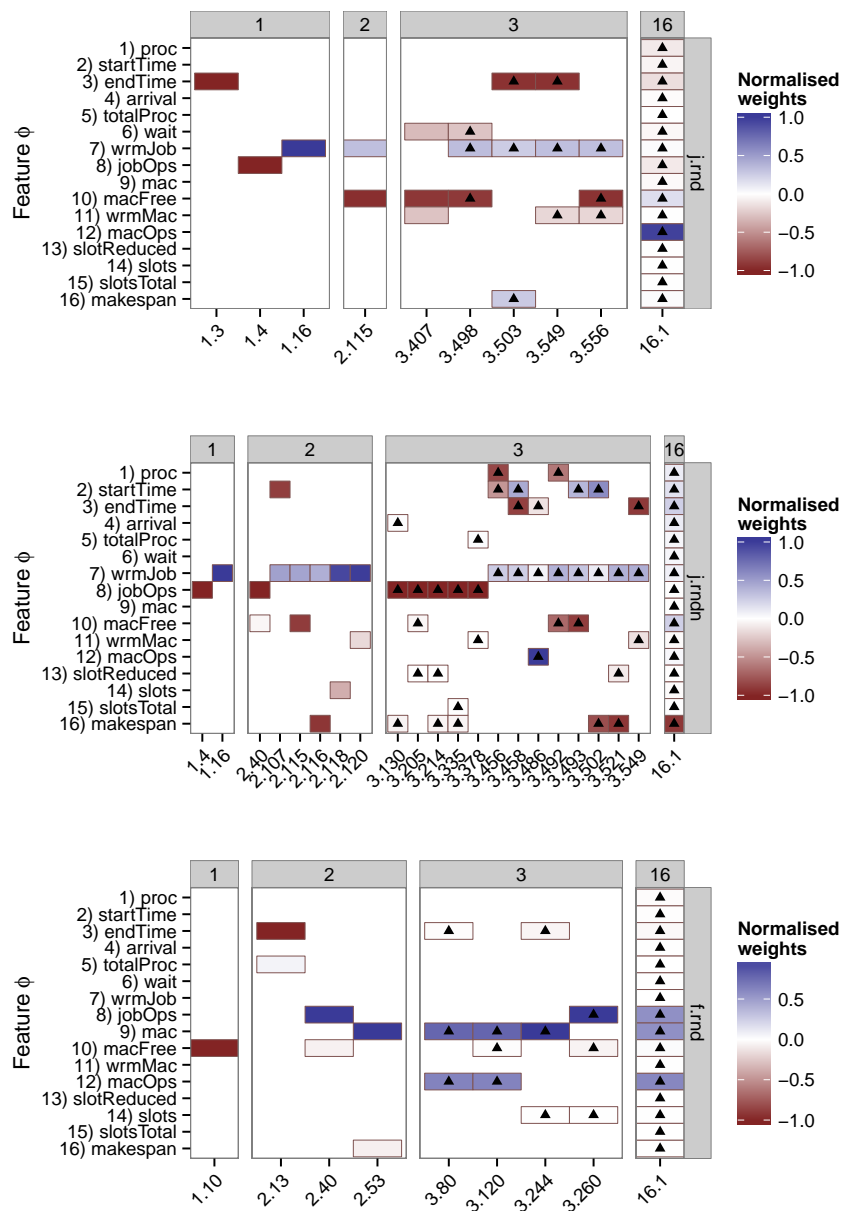 1 2 3 16
1) proc
2) startTime
3) endTime
4) arrival
5) totalProc
6) wait
7) wrmJob
8) jobOps
9) mac
10) macFree
11) wrmMac
12) macOps
13) slotReduced
14) slots
15) slotsTotal
16) makespan
Feature ϕ
j.rnd
1.3 1.4 1.16 2.115 3.407 3.498 3.503 3.549 3.556 16.1
Normalised
weights
1.0
0.5
0.0
−0.5
−1.0
1 2 3 16
1) proc
2) startTime
3) endTime
4) arrival
5) totalProc
6) wait
7) wrmJob
8) jobOps
9) mac
10) macFree
11) wrmMac
12) macOps
13) slotReduced
14) slots
15) slotsTotal
16) makespan
Feature ϕ
j.rndn
1.4 1.16 2.40 2.107 2.115 2.116 2.118 2.120 3.130 3.205 3.214 3.335 3.378 3.456 3.458 3.486 3.492 3.493 3.502 3.521 3.549 16.1
Normalised
weights
1.0
0.5
0.0
−0.5
−1.0
1 2 3 16
1) proc
2) startTime
3) endTime
4) arrival
5) totalProc
6) wait
7) wrmJob
8) jobOps
9) mac
10) macFree
11) wrmMac
12) macOps
13) slotReduced
14) slots
15) slotsTotal
16) makespan
Feature ϕ
f.rnd
1.10 2.13 2.40 2.53 3.80 3.120 3.244 3.260 16.1
Normalised
weights
0.5
0.0
−0.5
−1.0